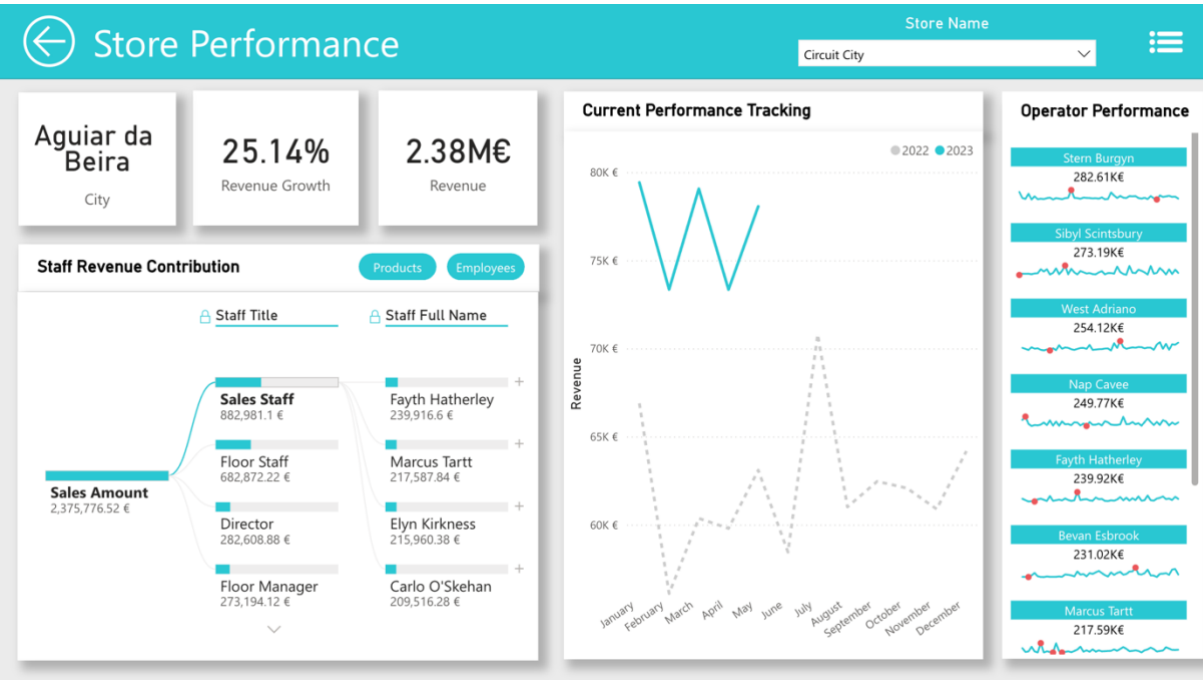 Store Performance
Store Name
Circuit City
Aguiar da
Beira
City
25.14%
Revenue Growth
2.38M€
Revenue
Staff Revenue Contribution
Products
Employees
Staff Title
Staff Full Name
Sales Amount
2,375,776.52 €
Sales Staff
882,981.1 €
Floor Staff
682,872.22 €
Director
282,608.88 €
Floor Manager
273,194.12 €
Fayth Hatherley
239,916.6 €
Marcus Tartt
217,587.84 €
Elyn Kirkness
215,960.38 €
Carlo O'Skehan
209,516.28 €
Current Performance Tracking
2022
2023
Revenue
80K €
75K €
70K €
65K €
60K €
January
February
March
April
May
June
July
August
September
October
November
December
Operator Performance
Stern Burgyn
282.61K€
Sibyl Scintsbury
273.19K€
West Adriano
254.12K€
Nap Cavee
249.77K€
Fayth Hatherley
239.92K€
Bevan Esbrook
231.02K€
Marcus Tartt
217.59K€